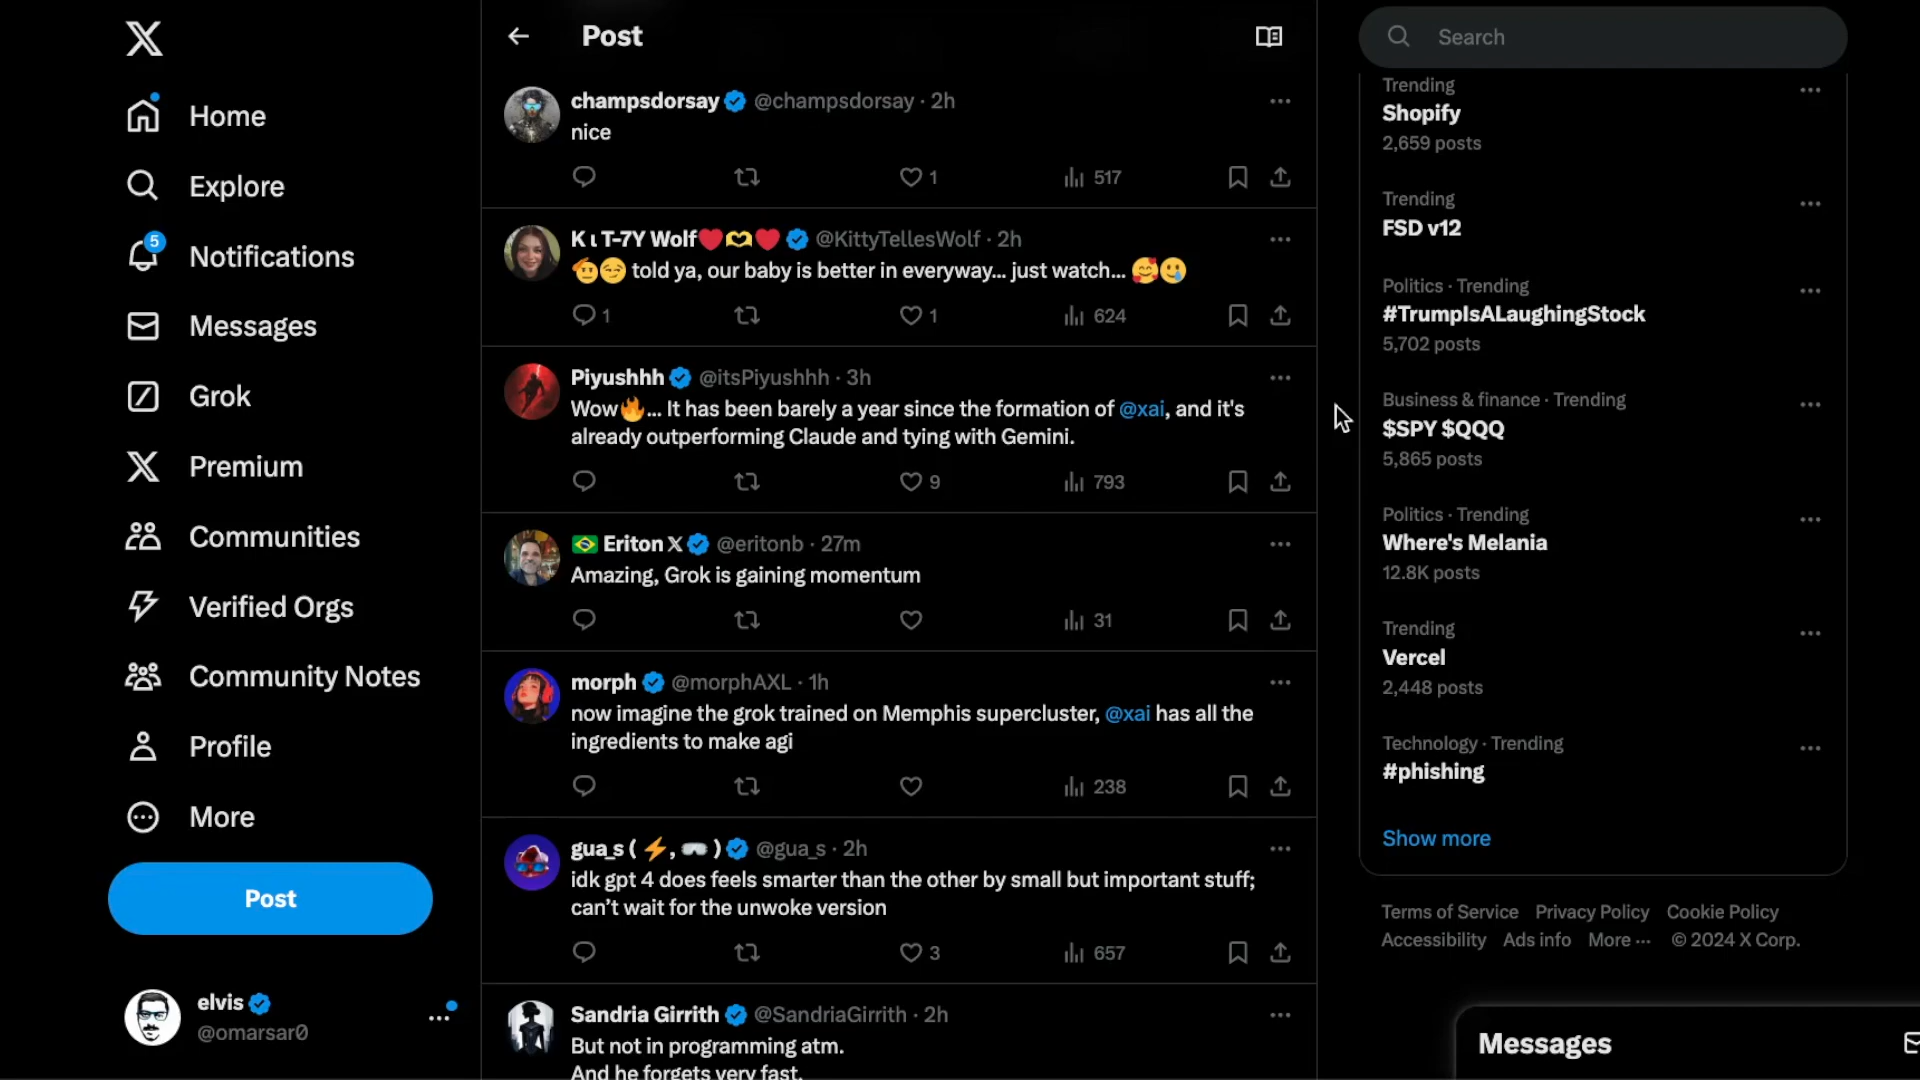 Home
Explore
5
Notifications
Messages
Grok
Premium
Communities
Verified Orgs
Community Notes
Profile
More
Post
elvis
@omarsar0
Post
champsdorsay @champsdorsay · 2h
nice
1
517
K ɩ T-7Y Wolf❤️🫶❤️ @KittyTellesWolf · 2h
🫡😏 told ya, our baby is better in everyway... just watch... 🥰🥲
1
1
624
Piyushhh @itsPiyushhh · 3h
Wow🔥... It has been barely a year since the formation of @xai, and it's
already outperforming Claude and tying with Gemini.
9
793
🇧🇷 Eriton X @eritonb · 27m
Amazing, Grok is gaining momentum
31
morph @morphAXL · 1h
now imagine the grok trained on Memphis supercluster, @xai has all the
ingredients to make agi
238
gua_s ( ⚡, 🥽 ) @gua_s · 2h
idk gpt 4 does feels smarter than the other by small but important stuff;
can’t wait for the unwoke version
3
657
Sandria Girrith @SandriaGirrith · 2h
But not in programming atm.
And he forgets very fast.
Search
Trending
Shopify
2,659 posts
Trending
FSD v12
Politics · Trending
#TrumpIsALaughingStock
5,702 posts
Business & finance · Trending
$SPY $QQQ
5,865 posts
Politics · Trending
Where's Melania
12.8K posts
Trending
Vercel
2,448 posts
Technology · Trending
#phishing
Show more
Terms of Service Privacy Policy Cookie Policy
Accessibility Ads info More ··· © 2024 X Corp.
Messages